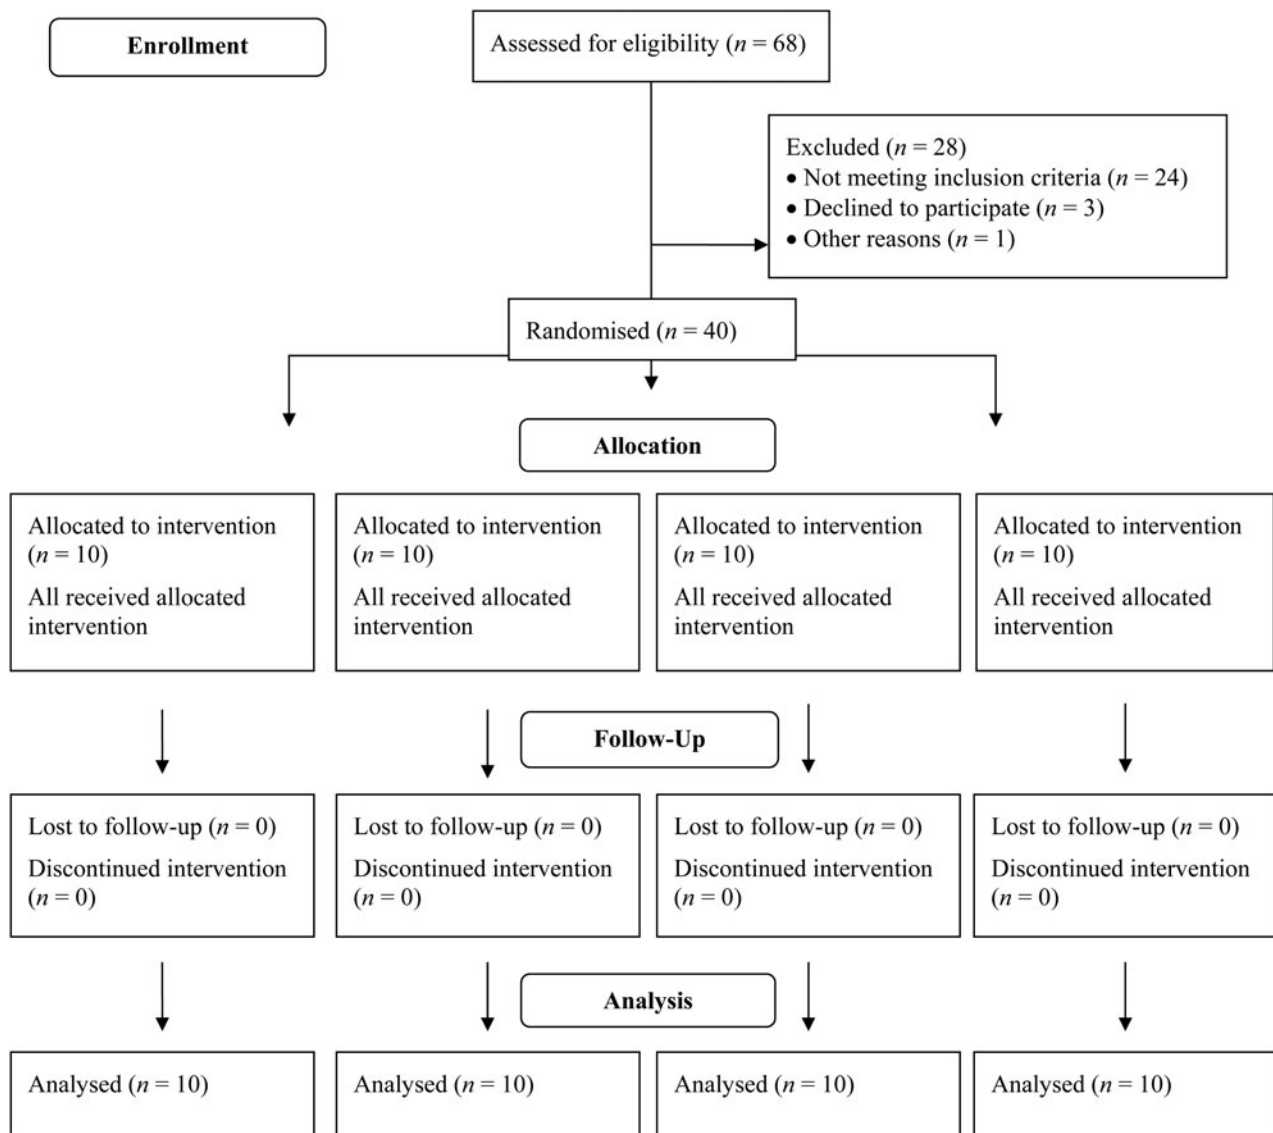 Enrollment
Assessed for eligibility (n = 68)
Excluded (n = 28)
• Not meeting inclusion criteria (n = 24)
• Declined to participate (n = 3)
• Other reasons (n = 1)
Randomised (n = 40)
Allocation
Allocated to intervention
(n = 10)
All received allocated
intervention
Allocated to intervention
(n = 10)
All received allocated
intervention
Allocated to intervention
(n = 10)
All received allocated
intervention
Allocated to intervention
(n = 10)
All received allocated
intervention
Follow-Up
Lost to follow-up (n = 0)
Discontinued intervention
(n = 0)
Lost to follow-up (n = 0)
Discontinued intervention
(n = 0)
Lost to follow-up (n = 0)
Discontinued intervention
(n = 0)
Lost to follow-up (n = 0)
Discontinued intervention
(n = 0)
Analysis
Analysed (n = 10)
Analysed (n = 10)
Analysed (n = 10)
Analysed (n = 10)